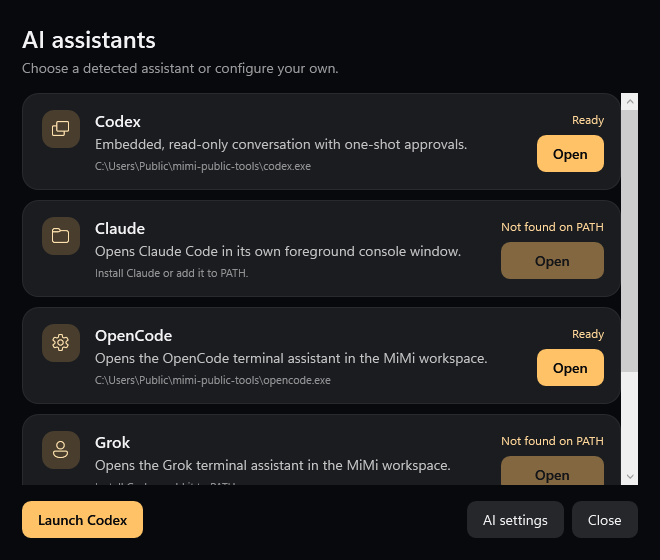 AI assistants
Choose a detected assistant or configure your own.
Codex
Ready
Embedded, read-only conversation with one-shot approvals.
Open
C:\Users\Public\mimi-public-tools\codex.exe
Claude
Not found on PATH
Opens Claude Code in its own foreground console window.
Open
Install Claude or add it to PATH.
OpenCode
Ready
Opens the OpenCode terminal assistant in the MiMi workspace.
Open
C:\Users\Public\mimi-public-tools\opencode.exe
Grok
Not found on PATH
Opens the Grok terminal assistant in the MiMi workspace.
Open
Launch Codex
AI settings
Close